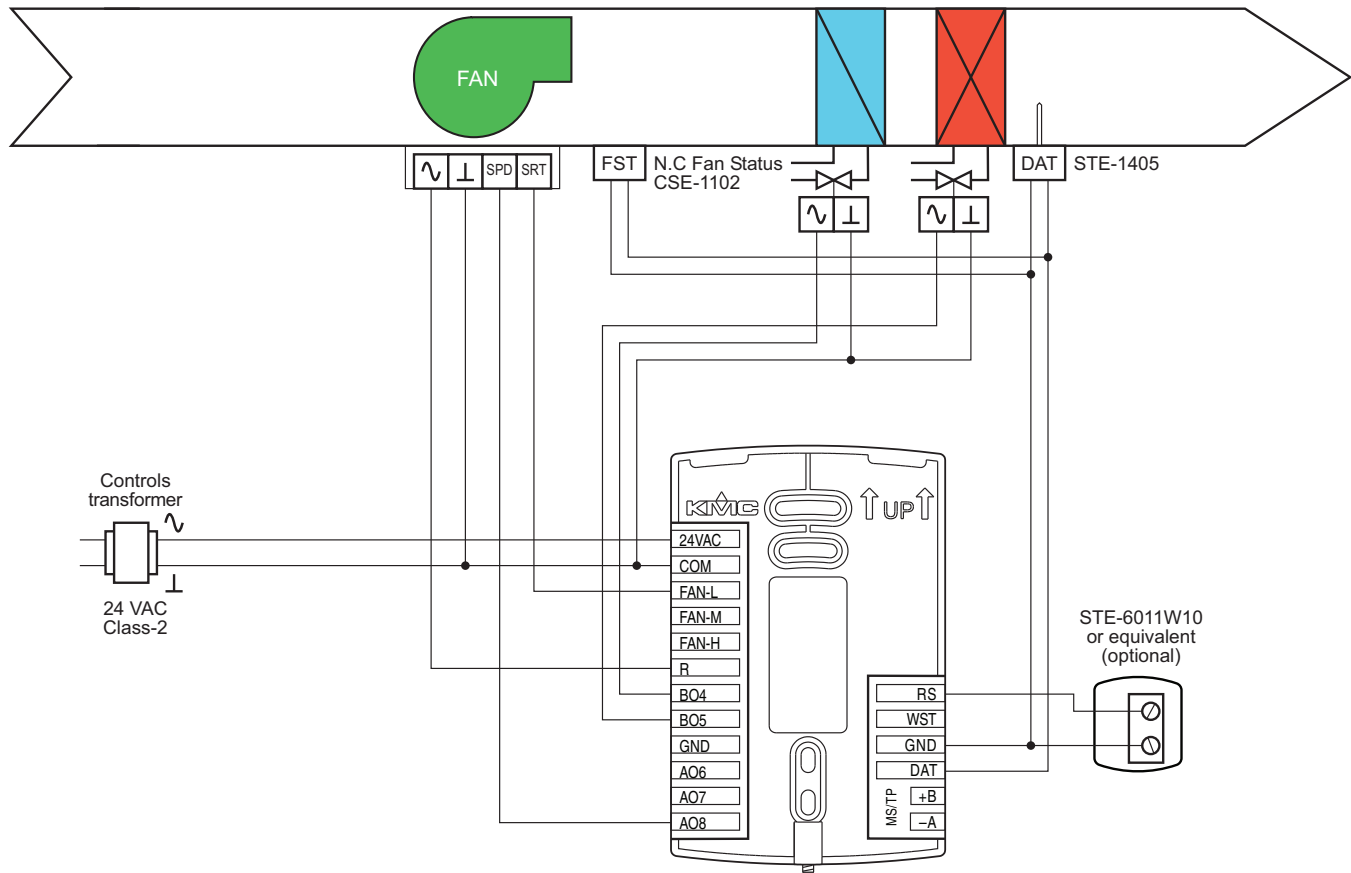 FAN
SPD SRT
FST
N.C Fan Status
CSE-1102
DAT
STE-1405
Controls
transformer
24 VAC
Class-2
KMC
UP
24VAC
COM
FAN-L
FAN-M
FAN-H
R
BO4
BO5
GND
AO6
AO7
AO8
RS
WST
GND
DAT
MS/TP
+B
–A
STE-6011W10
or equivalent
(optional)